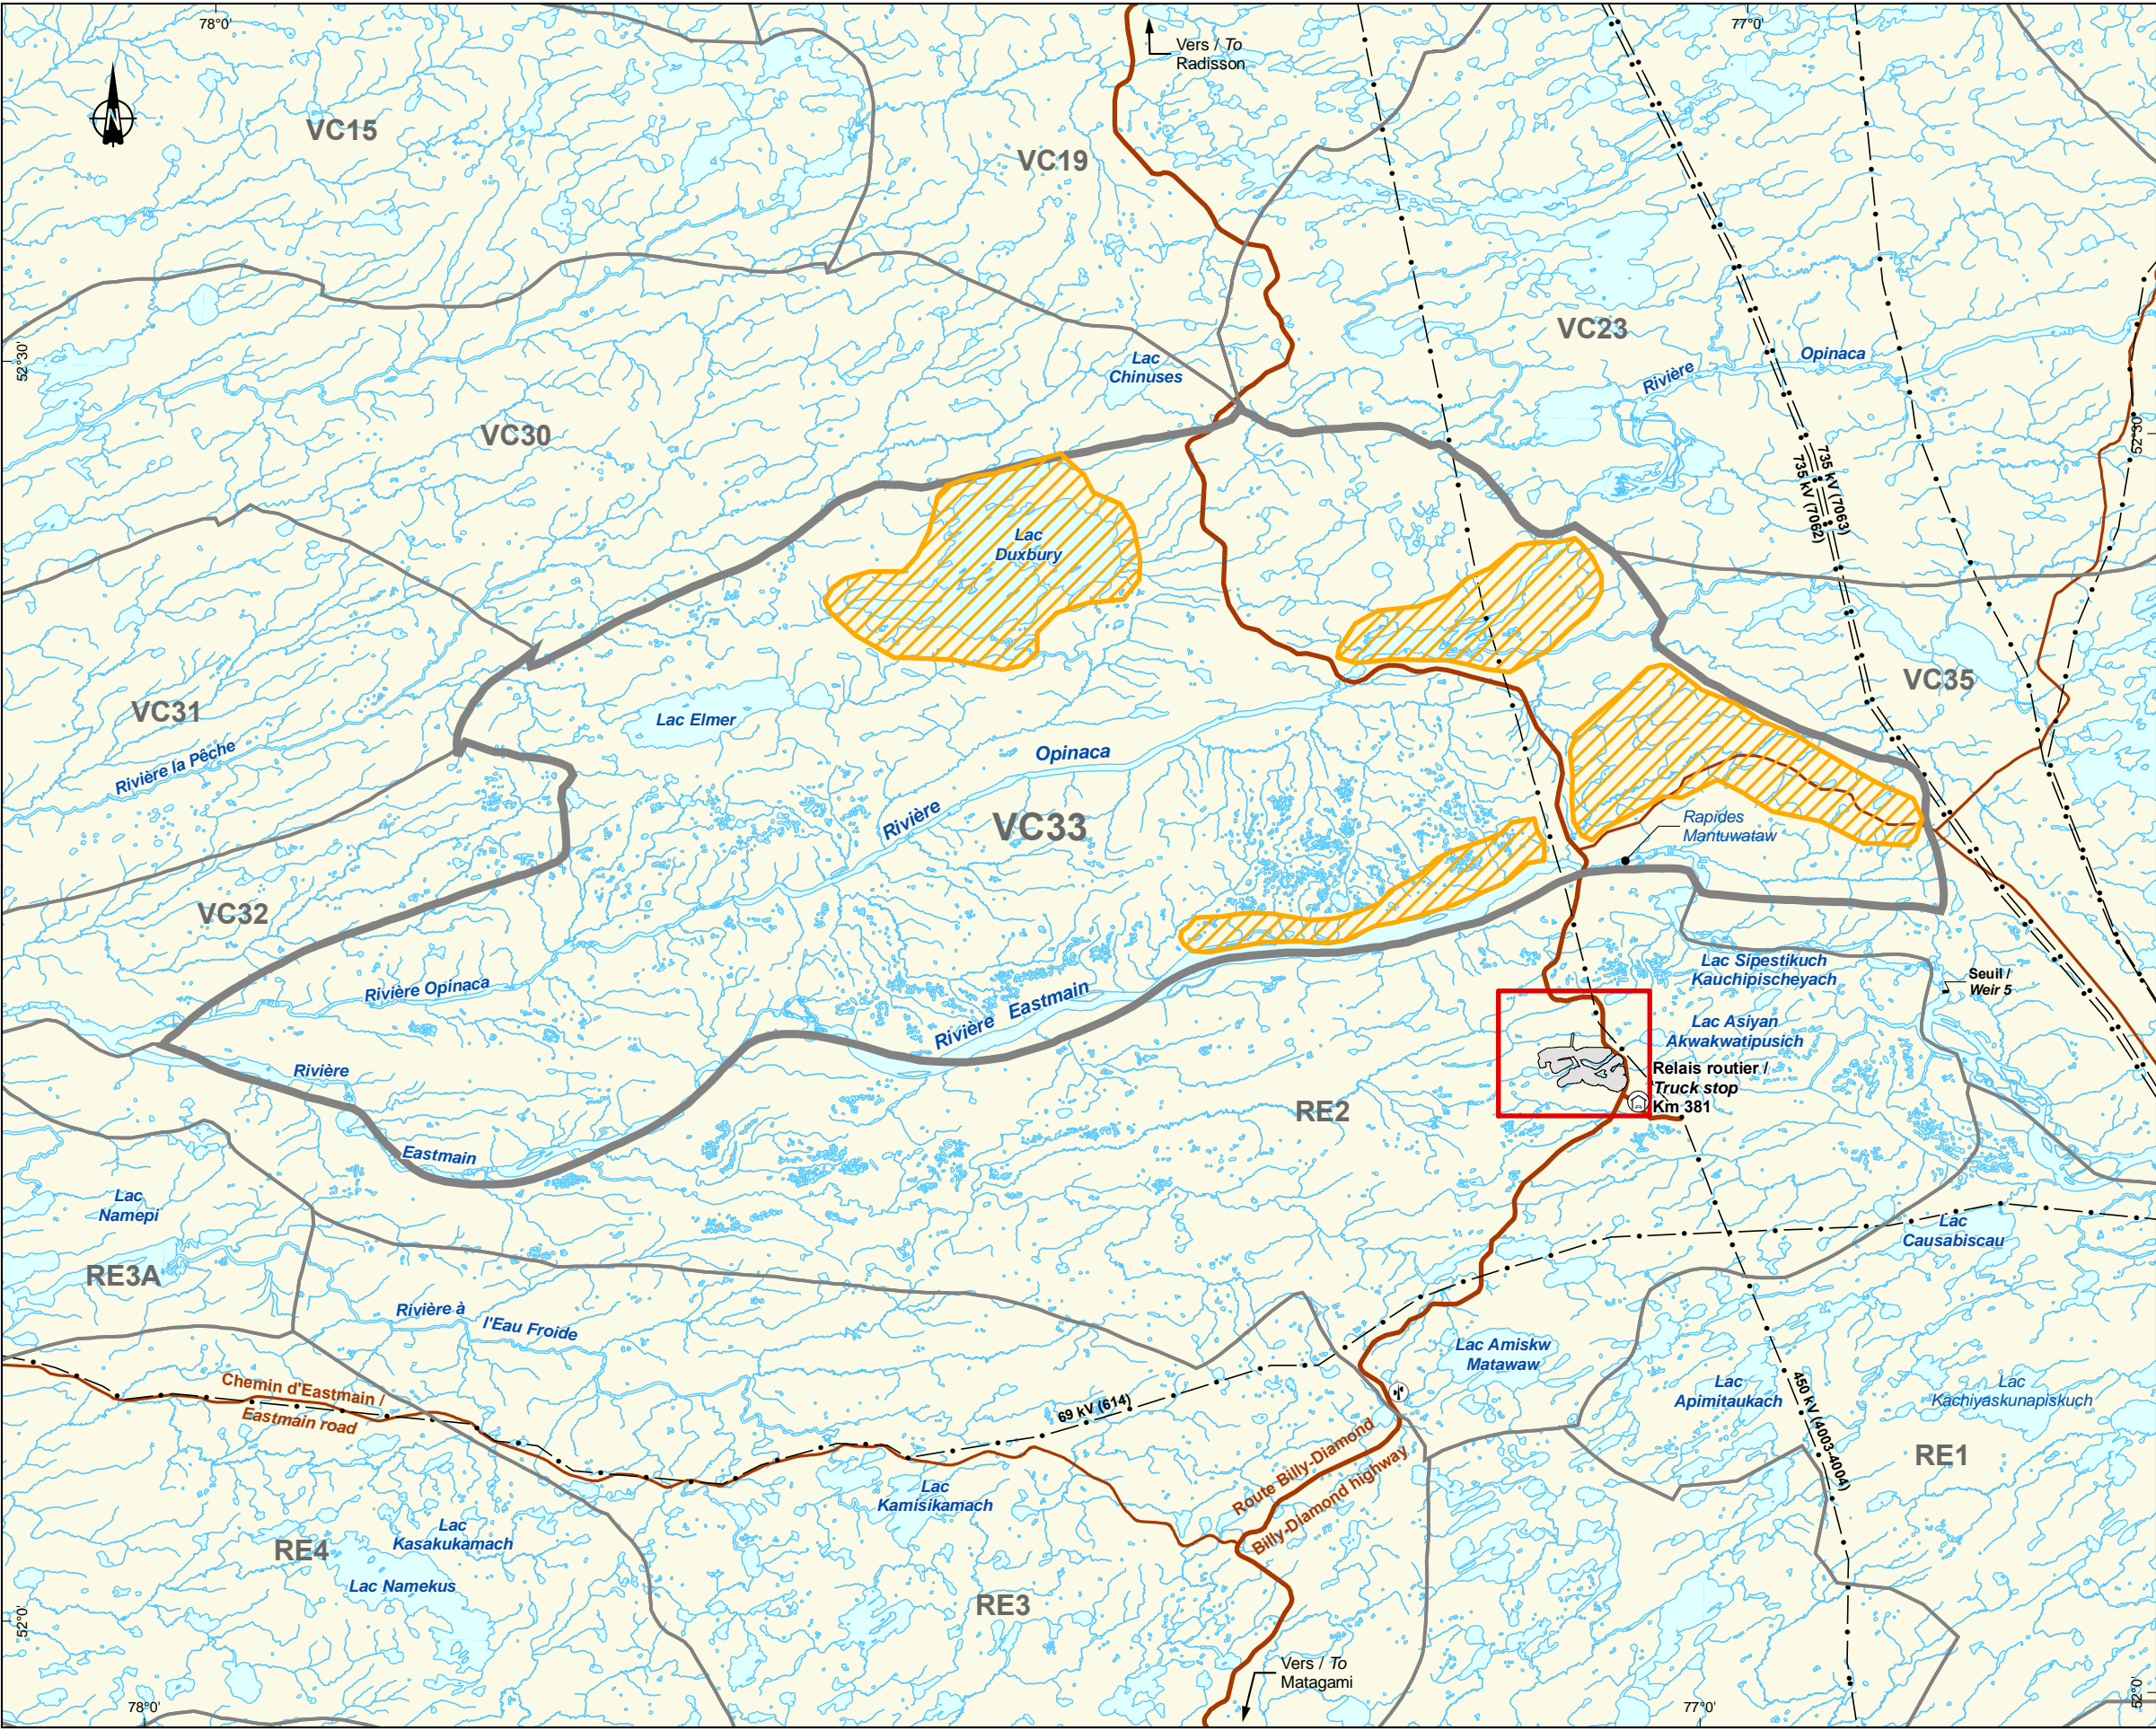 78°0'
77°0'
Vers / To
Radisson
N
VC15
VC19
VC23
52°30'
Lac
Chinuses
Rivière
Opinaca
52°30'
VC30
735 kV (7063)
735 kV (7062)
Lac
Duxbury
VC31
Rivière la Pêche
Lac Elmer
VC35
Opinaca
Rivière
VC33
Rapides
Mantuwataw
VC32
Rivière Opinaca
Lac Sipestikuch
Kauchipischeyach
Seuil /
Weir 5
Rivière Eastmain
Lac Asiyan
Akwakwatipusich
Rivière
Relais routier /
Truck stop
Km 381
RE2
Eastmain
Lac
Namepi
Lac
Causabiscau
RE3A
Rivière à
l'Eau Froide
Lac Amiskw
Matawaw
Chemin d'Eastmain /
Eastmain road
69 kV (614)
Lac
Apimitaukach
450 kV (4003-4004)
Lac
Kachiyaskunapiskuch
Route Billy-Diamond
Billy-Diamond highway
RE1
Lac
Kamisikamach
Lac
Kasakukamach
RE4
Lac Namekus
RE3
52°0'
Vers / To
Matagami
52°0'
78°0'
77°0'